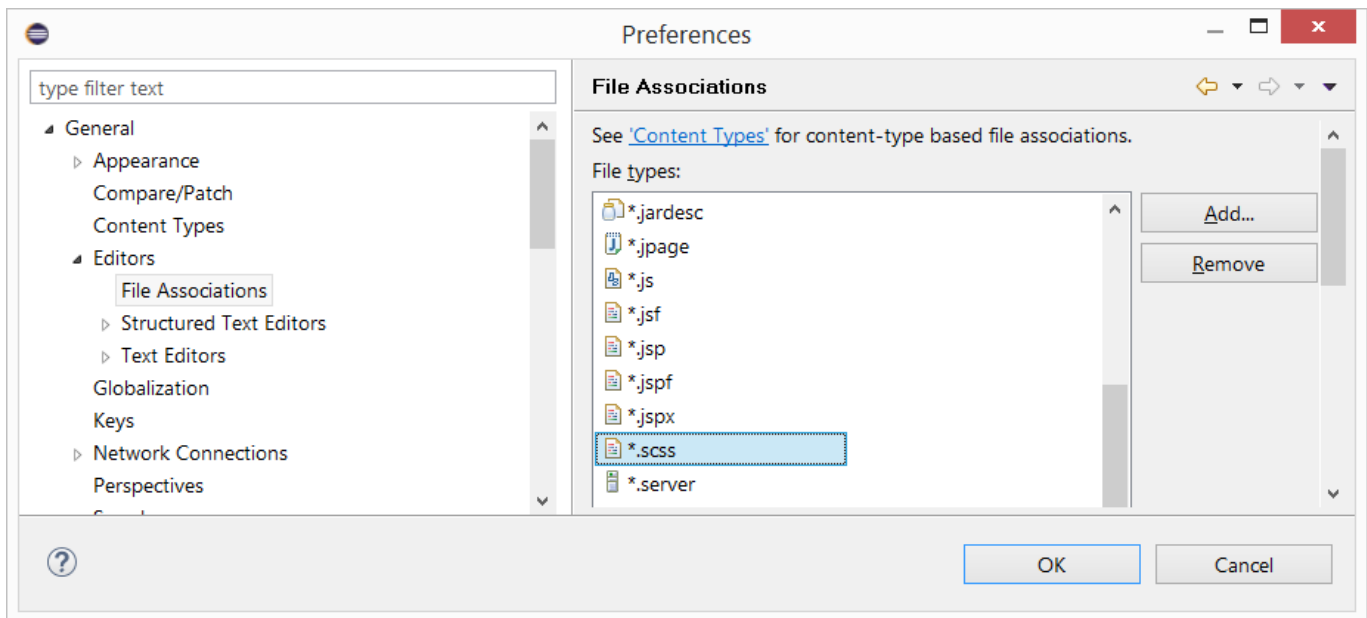 Preferences
type filter text
General
Appearance
Compare/Patch
Content Types
Editors
File Associations
Structured Text Editors
Text Editors
Globalization
Keys
Network Connections
Perspectives
File Associations
See 'Content Types' for content-type based file associations.
File types:
*.jardesc
*.jpage
*.js
*.jsf
*.jsp
*.jspf
*.jspx
*.scss
*.server
Add...
Remove
OK
Cancel